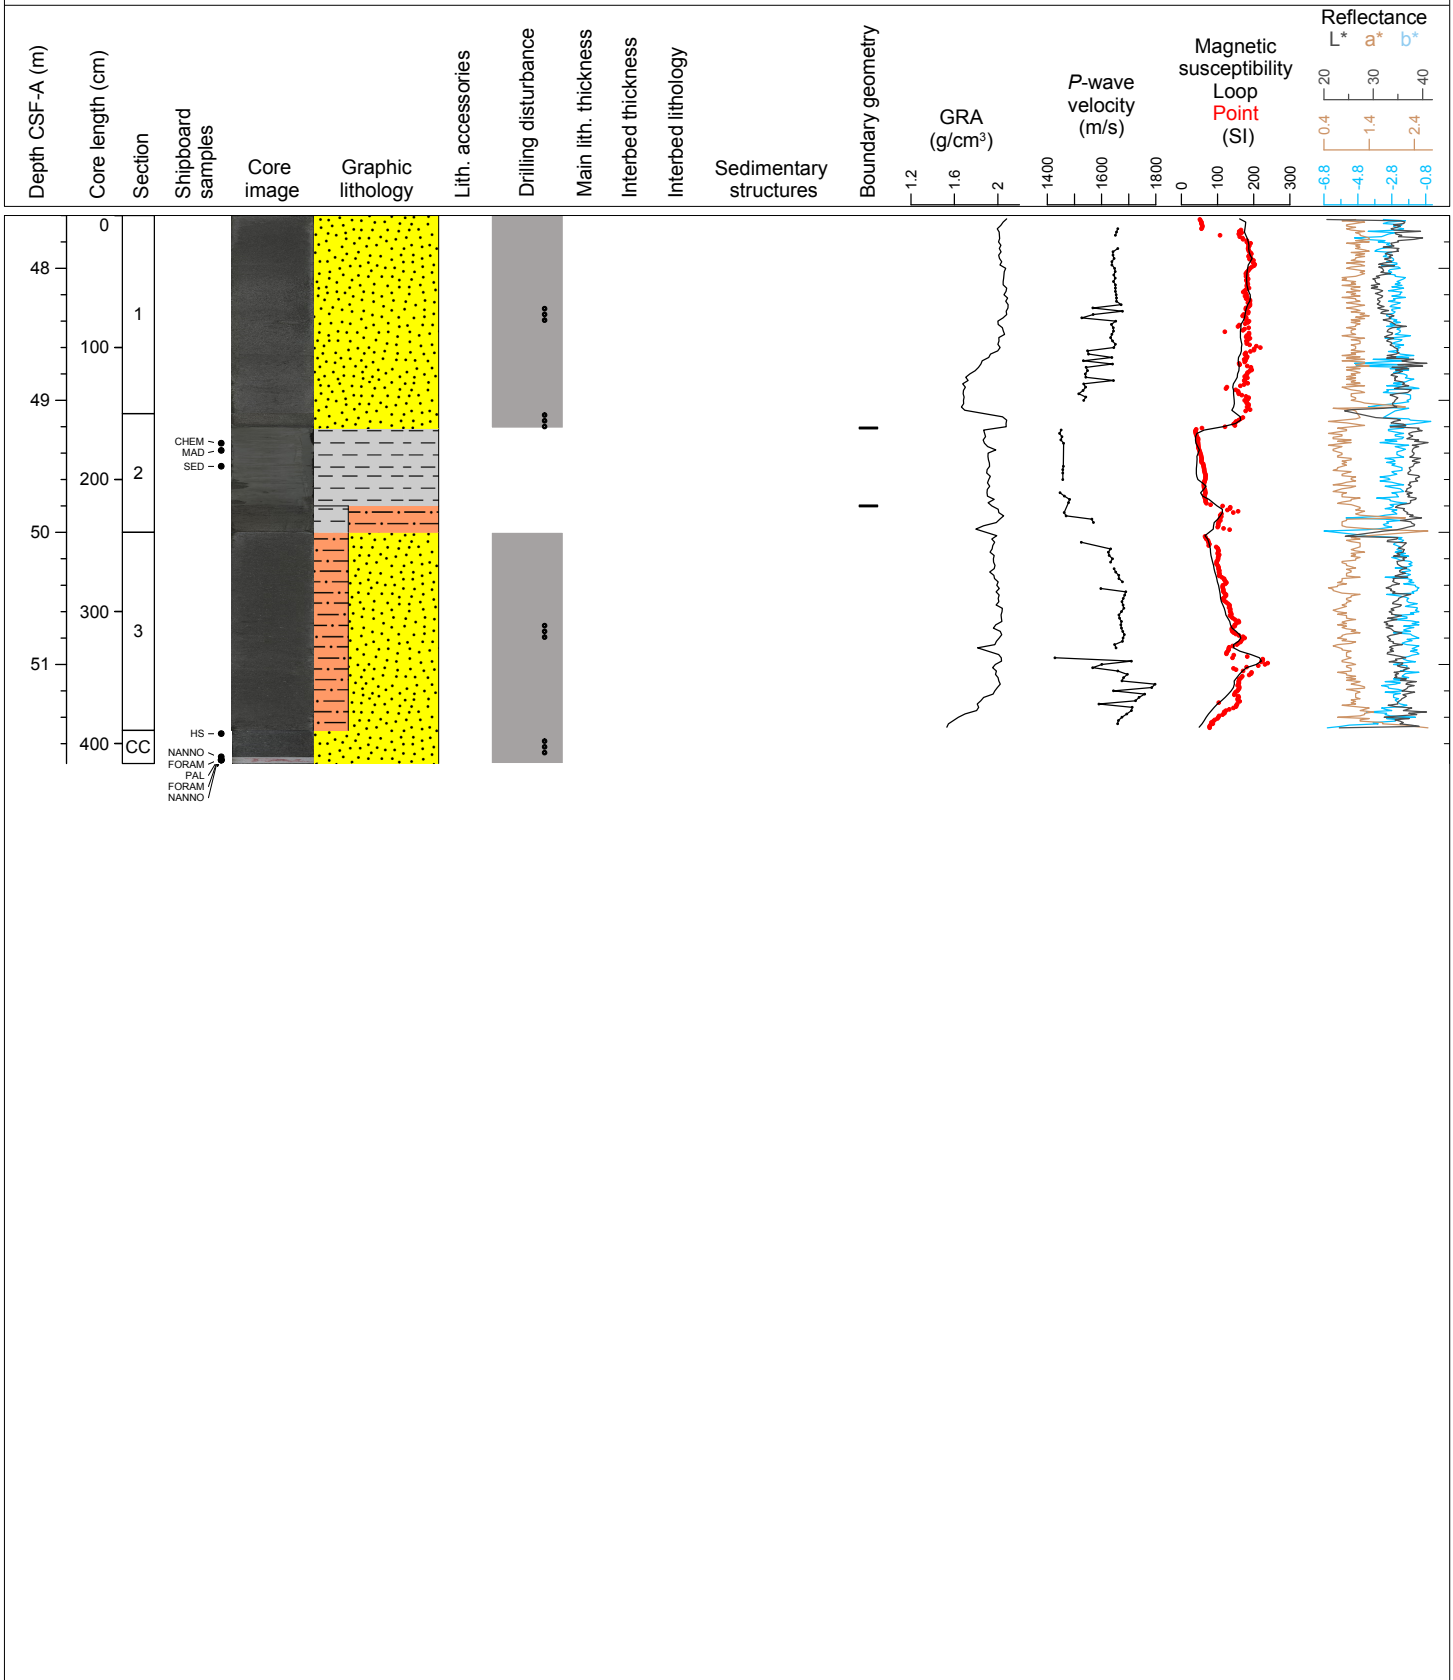 Depth CSF-A (m)
Core length (cm)
Section
Shipboard
samples
Core
image
Graphic
lithology
Lith. accessories
Drilling disturbance
Main lith. thickness
Interbed thickness
Interbed lithology
Sedimentary
structures
Boundary geometry
GRA
(g/cm³)
1.2
1.6
2
P-wave
velocity
(m/s)
1400
1600
1800
Magnetic
susceptibility
Loop
Point
(SI)
0
100
200
300
Reflectance
L* a* b*
20
30
40
0.4
1.4
2.4
-6.8
-4.8
-2.8
-0.8
48
49
50
51
0
100
200
300
400
1
2
3
CC
CHEM
MAD
SED
HS
NANNO
FORAM
PAL
FORAM
NANNO